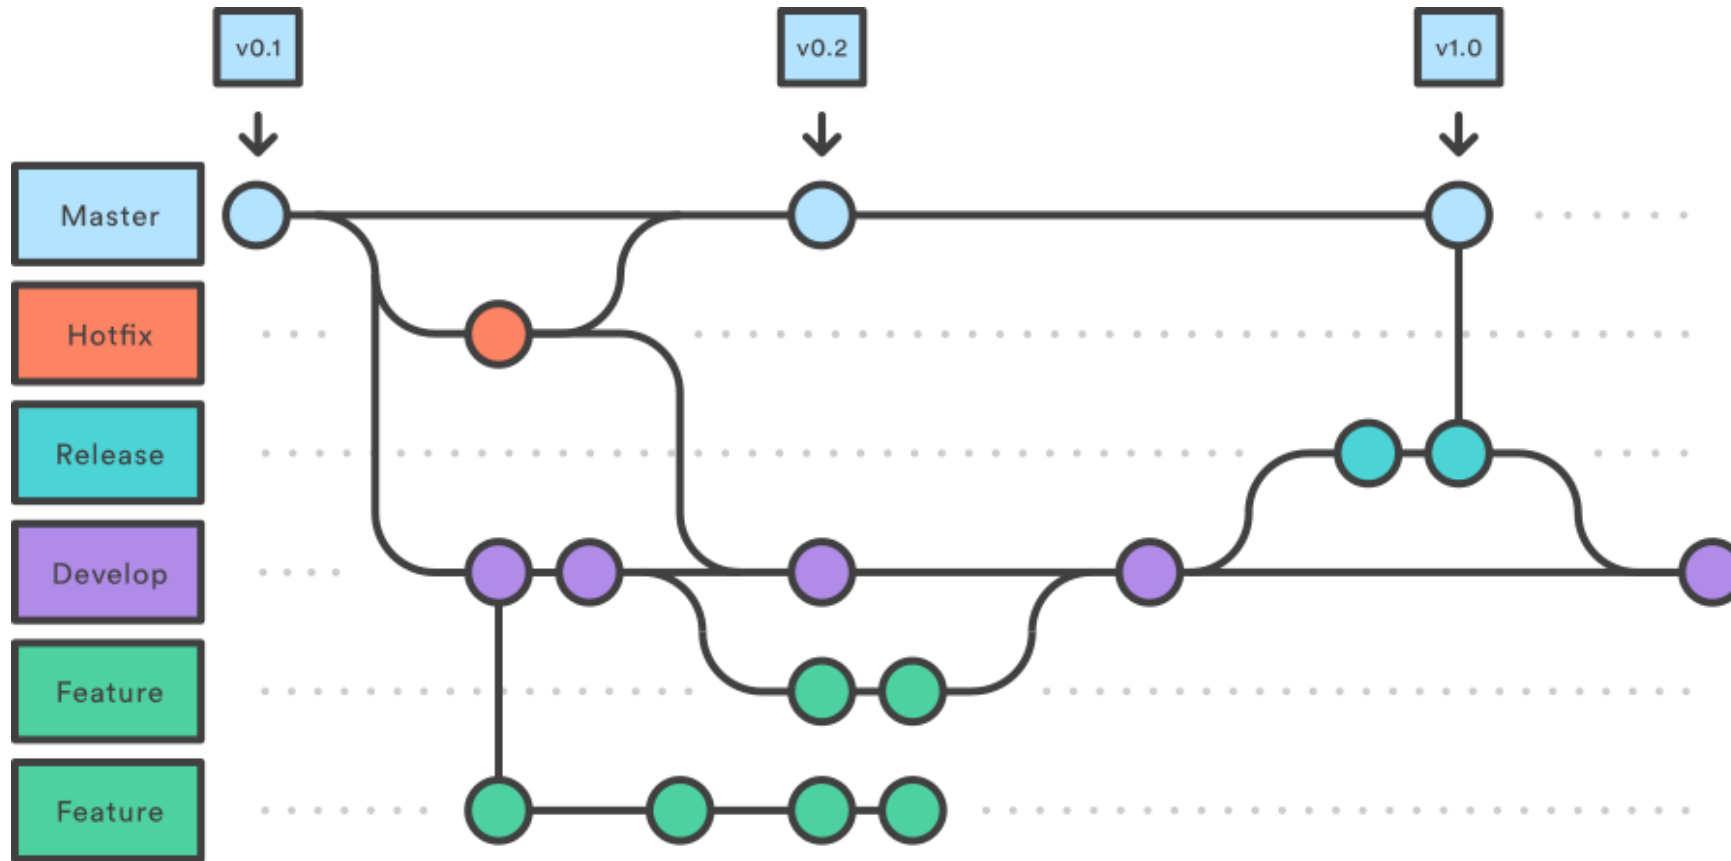 v0.1
v0.2
v1.0
Master
Hotfix
Release
Develop
Feature
Feature